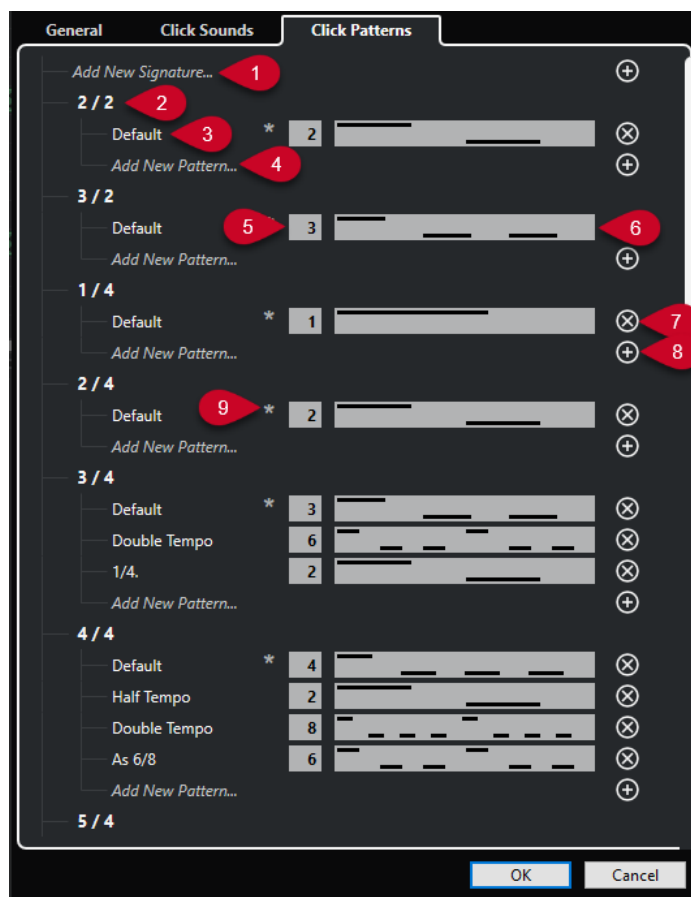 General Click Sounds Click Patterns
Add New Signature... 1
2 / 2 2
Default 3 * 2
Add New Pattern... 4
3 / 2
Default 5 * 3 6
Add New Pattern...
1 / 4
Default * 1 7
Add New Pattern... 8
2 / 4
Default 9 * 2
Add New Pattern...
3 / 4
Default * 3
Double Tempo 6
1/4. 2
Add New Pattern...
4 / 4
Default * 4
Half Tempo 2
Double Tempo 8
As 6/8 6
Add New Pattern...
5 / 4
OK Cancel